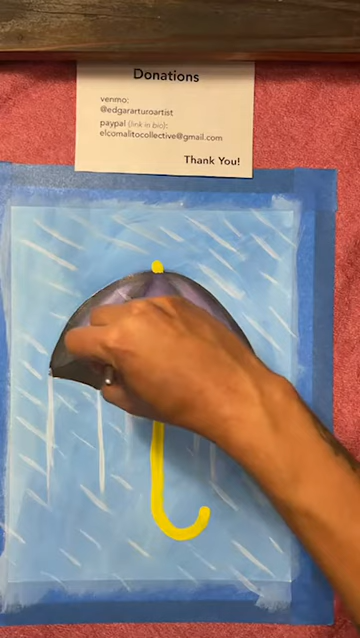 Donations
venmo:
@edgararturoartist
paypal (link in bio):
elcomalitocollective@gmail.com
Thank You!